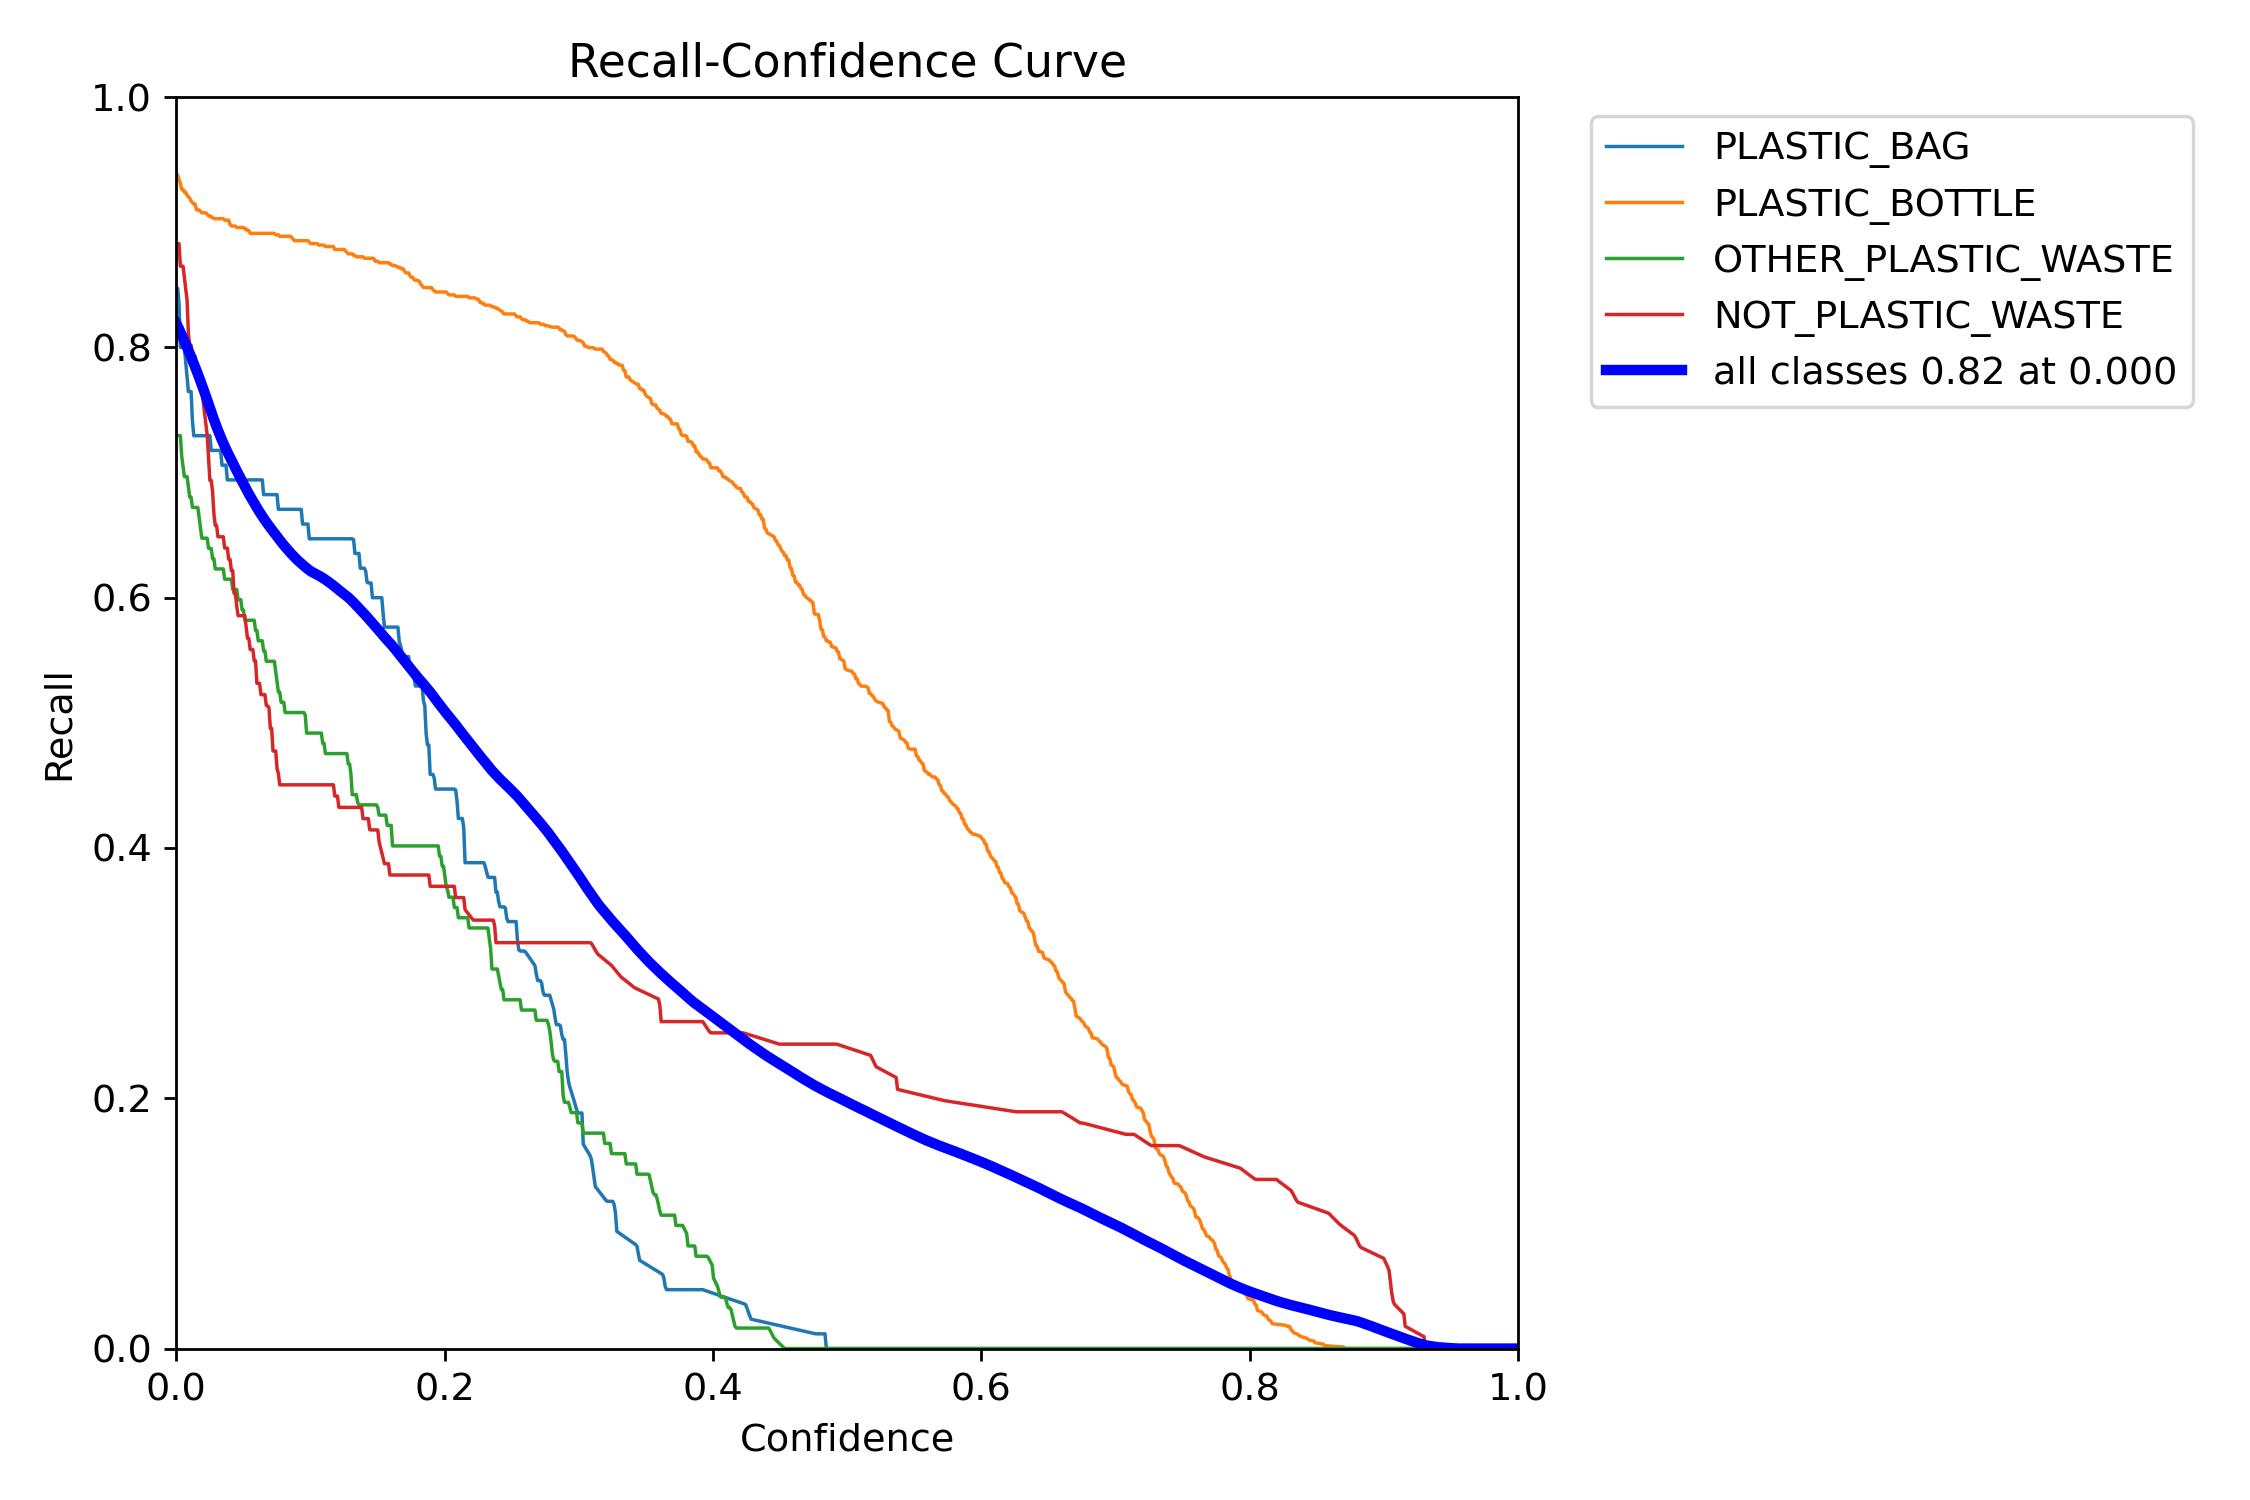 Recall-Confidence Curve
1.0
0.8
0.6
0.4
0.2
0.0
Recall
0.0 0.2 0.4 0.6 0.8 1.0
Confidence
PLASTIC_BAG
PLASTIC_BOTTLE
OTHER_PLASTIC_WASTE
NOT_PLASTIC_WASTE
all classes 0.82 at 0.000